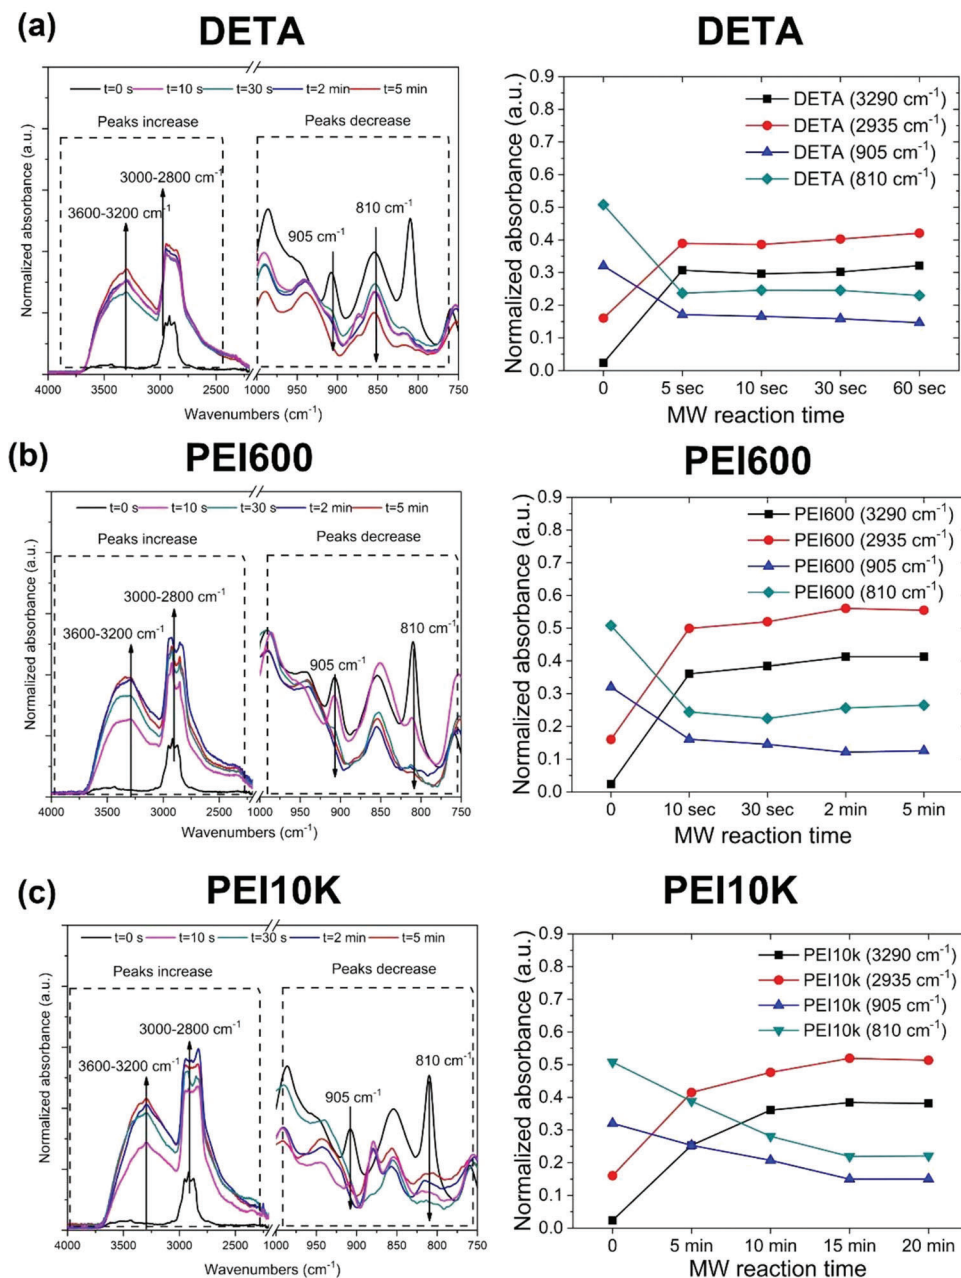 (a)
DETA
t=0 s t=10 s t=30 s t=2 min t=5 min
Peaks increase
Peaks decrease
3000-2800 cm⁻¹
3600-3200 cm⁻¹
810 cm⁻¹
905 cm⁻¹
Normalized absorbance (a.u.)
4000 3000 2000 1000 950 900 850 800 750
Wavenumbers (cm⁻¹)
DETA
DETA (3290 cm⁻¹)
DETA (2935 cm⁻¹)
DETA (905 cm⁻¹)
DETA (810 cm⁻¹)
Normalized absorbance (a.u.)
0.9
0.8
0.7
0.6
0.5
0.4
0.3
0.2
0.1
0.0
0 5 sec 10 sec 30 sec 60 sec
MW reaction time
(b)
PEI600
t=0 s t=10 s t=30 s t=2 min t=5 min
Peaks increase
Peaks decrease
3000-2800 cm⁻¹
3600-3200 cm⁻¹
810 cm⁻¹
905 cm⁻¹
Normalized absorbance (a.u.)
4000 3000 2000 1000 950 900 850 800 750
Wavenumbers (cm⁻¹)
PEI600
PEI600 (3290 cm⁻¹)
PEI600 (2935 cm⁻¹)
PEI600 (905 cm⁻¹)
PEI600 (810 cm⁻¹)
Normalized absorbance (a.u.)
0.9
0.8
0.7
0.6
0.5
0.4
0.3
0.2
0.1
0.0
0 10 sec 30 sec 2 min 5 min
MW reaction time
(c)
PEI10K
t=0 s t=10 s t=30 s t=2 min t=5 min
Peaks increase
Peaks decrease
3000-2800 cm⁻¹
3600-3200 cm⁻¹
810 cm⁻¹
905 cm⁻¹
Normalized absorbance (a.u.)
4000 3500 3000 2500 1000 950 900 850 800 750
Wavenumbers (cm⁻¹)
PEI10K
PEI10k (3290 cm⁻¹)
PEI10k (2935 cm⁻¹)
PEI10k (905 cm⁻¹)
PEI10k (810 cm⁻¹)
Normalized absorbance (a.u.)
0.9
0.8
0.7
0.6
0.5
0.4
0.3
0.2
0.1
0.0
0 5 min 10 min 15 min 20 min
MW reaction time